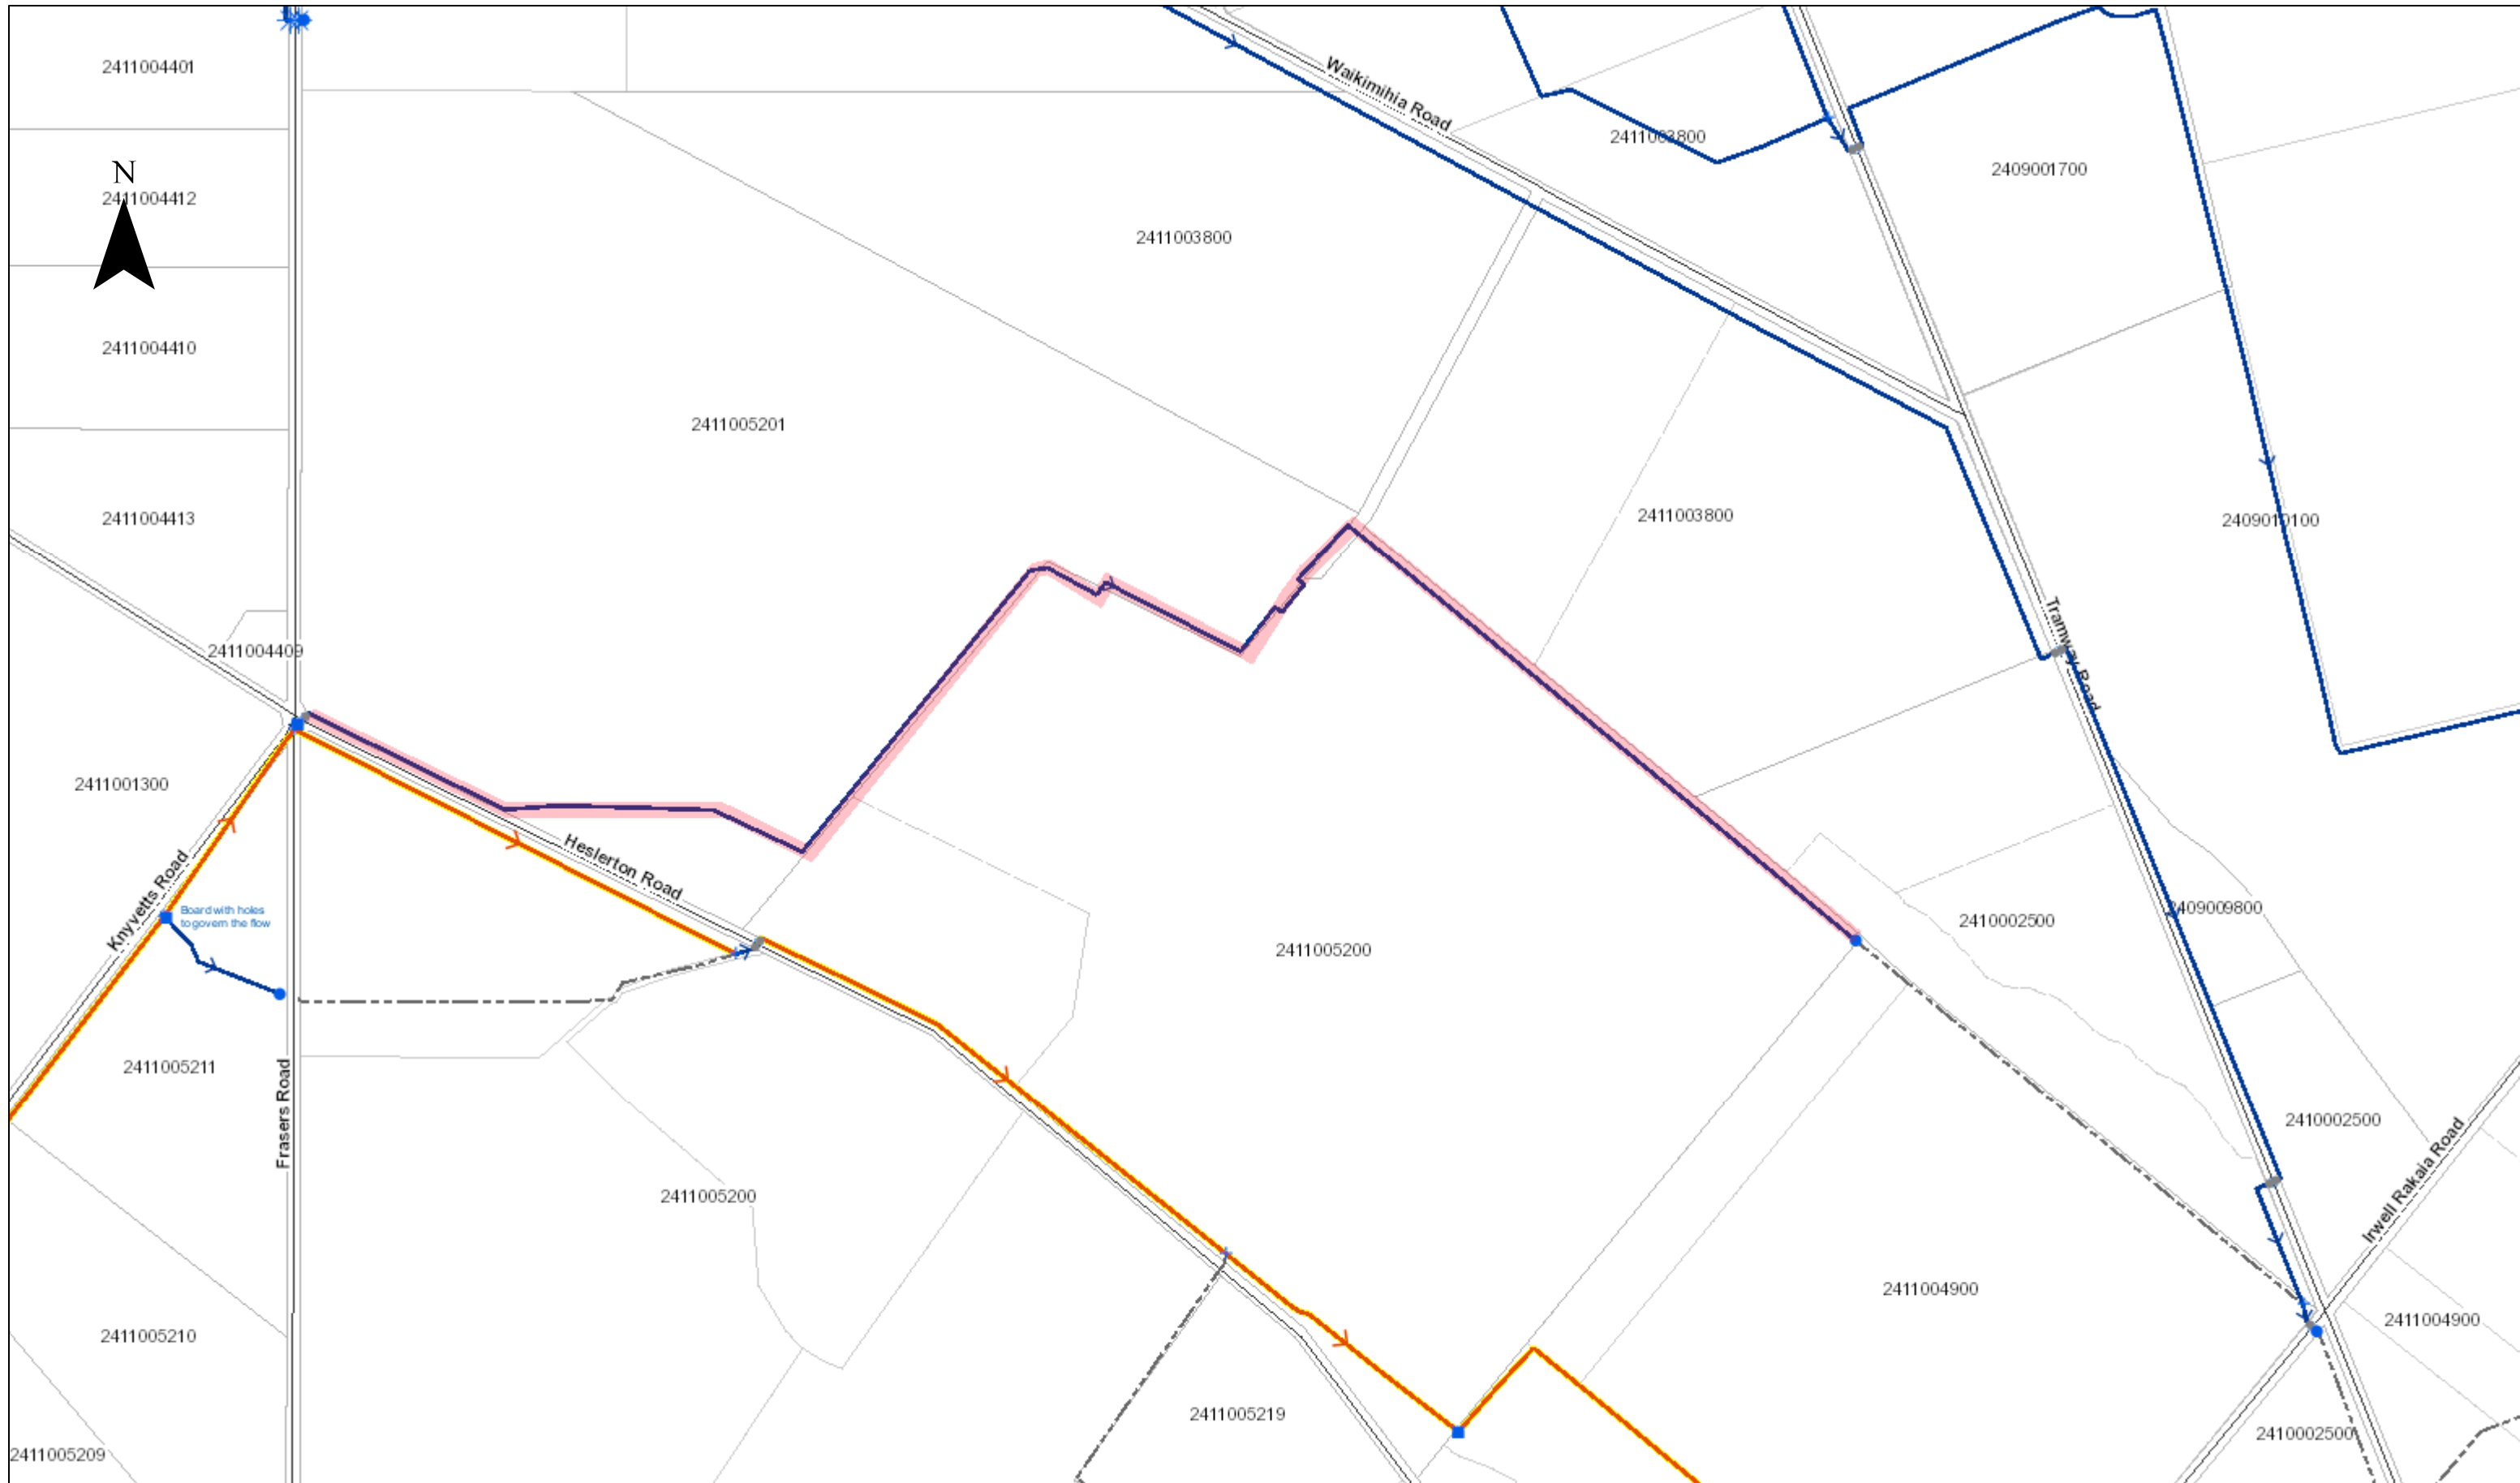 2411004401
Waikimihia Road
2411003800
2409001700
N
2411004412
2411003800
2411004410
2411005201
2411004413
2411003800
2409010100
2411004409
Tramway Road
2411001300
Heslerton Road
Knyvetts Road
Board with holes
to govern the flow
2409009800
2410002500
2411005200
2411005211
Frasers Road
2410002500
Irwell Rakaia Road
2411005200
2411004900
2411004900
2411005210
2411005219
2410002500
2411005209